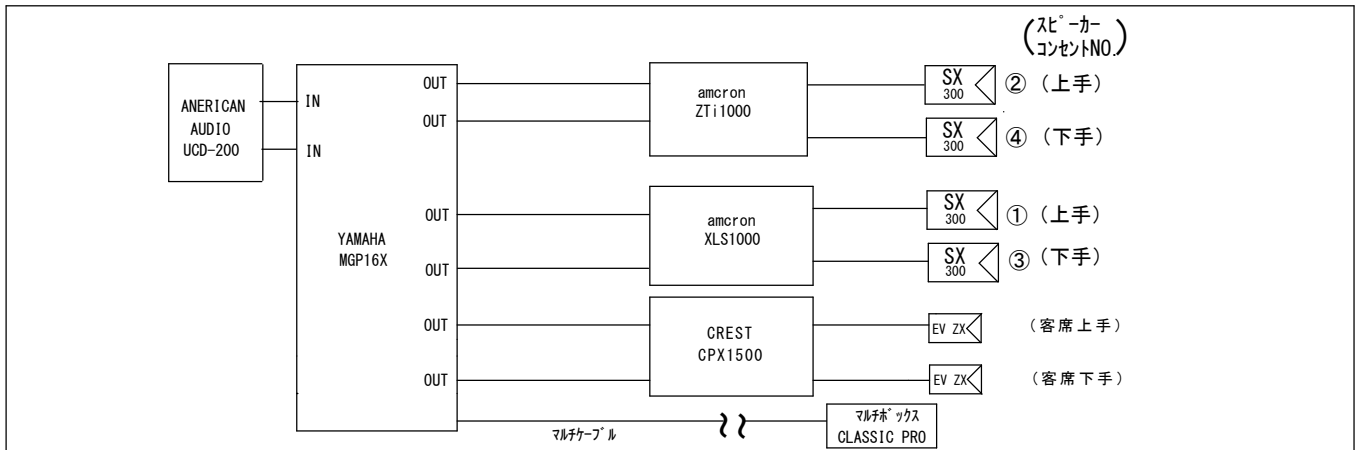 スピーカー
コンセントNO.
ANERICAN
AUDIO
UCD-200
IN
IN
YAMAHA
MGP16X
OUT
OUT
OUT
OUT
OUT
OUT
amcron
ZTi1000
SX
300
② (上手)
SX
300
④ (下手)
amcron
XLS1000
SX
300
① (上手)
SX
300
③ (下手)
CREST
CPX1500
EV ZX
(客席上手)
EV ZX
(客席下手)
マルチケーブル
マルチボックス
CLASSIC PRO